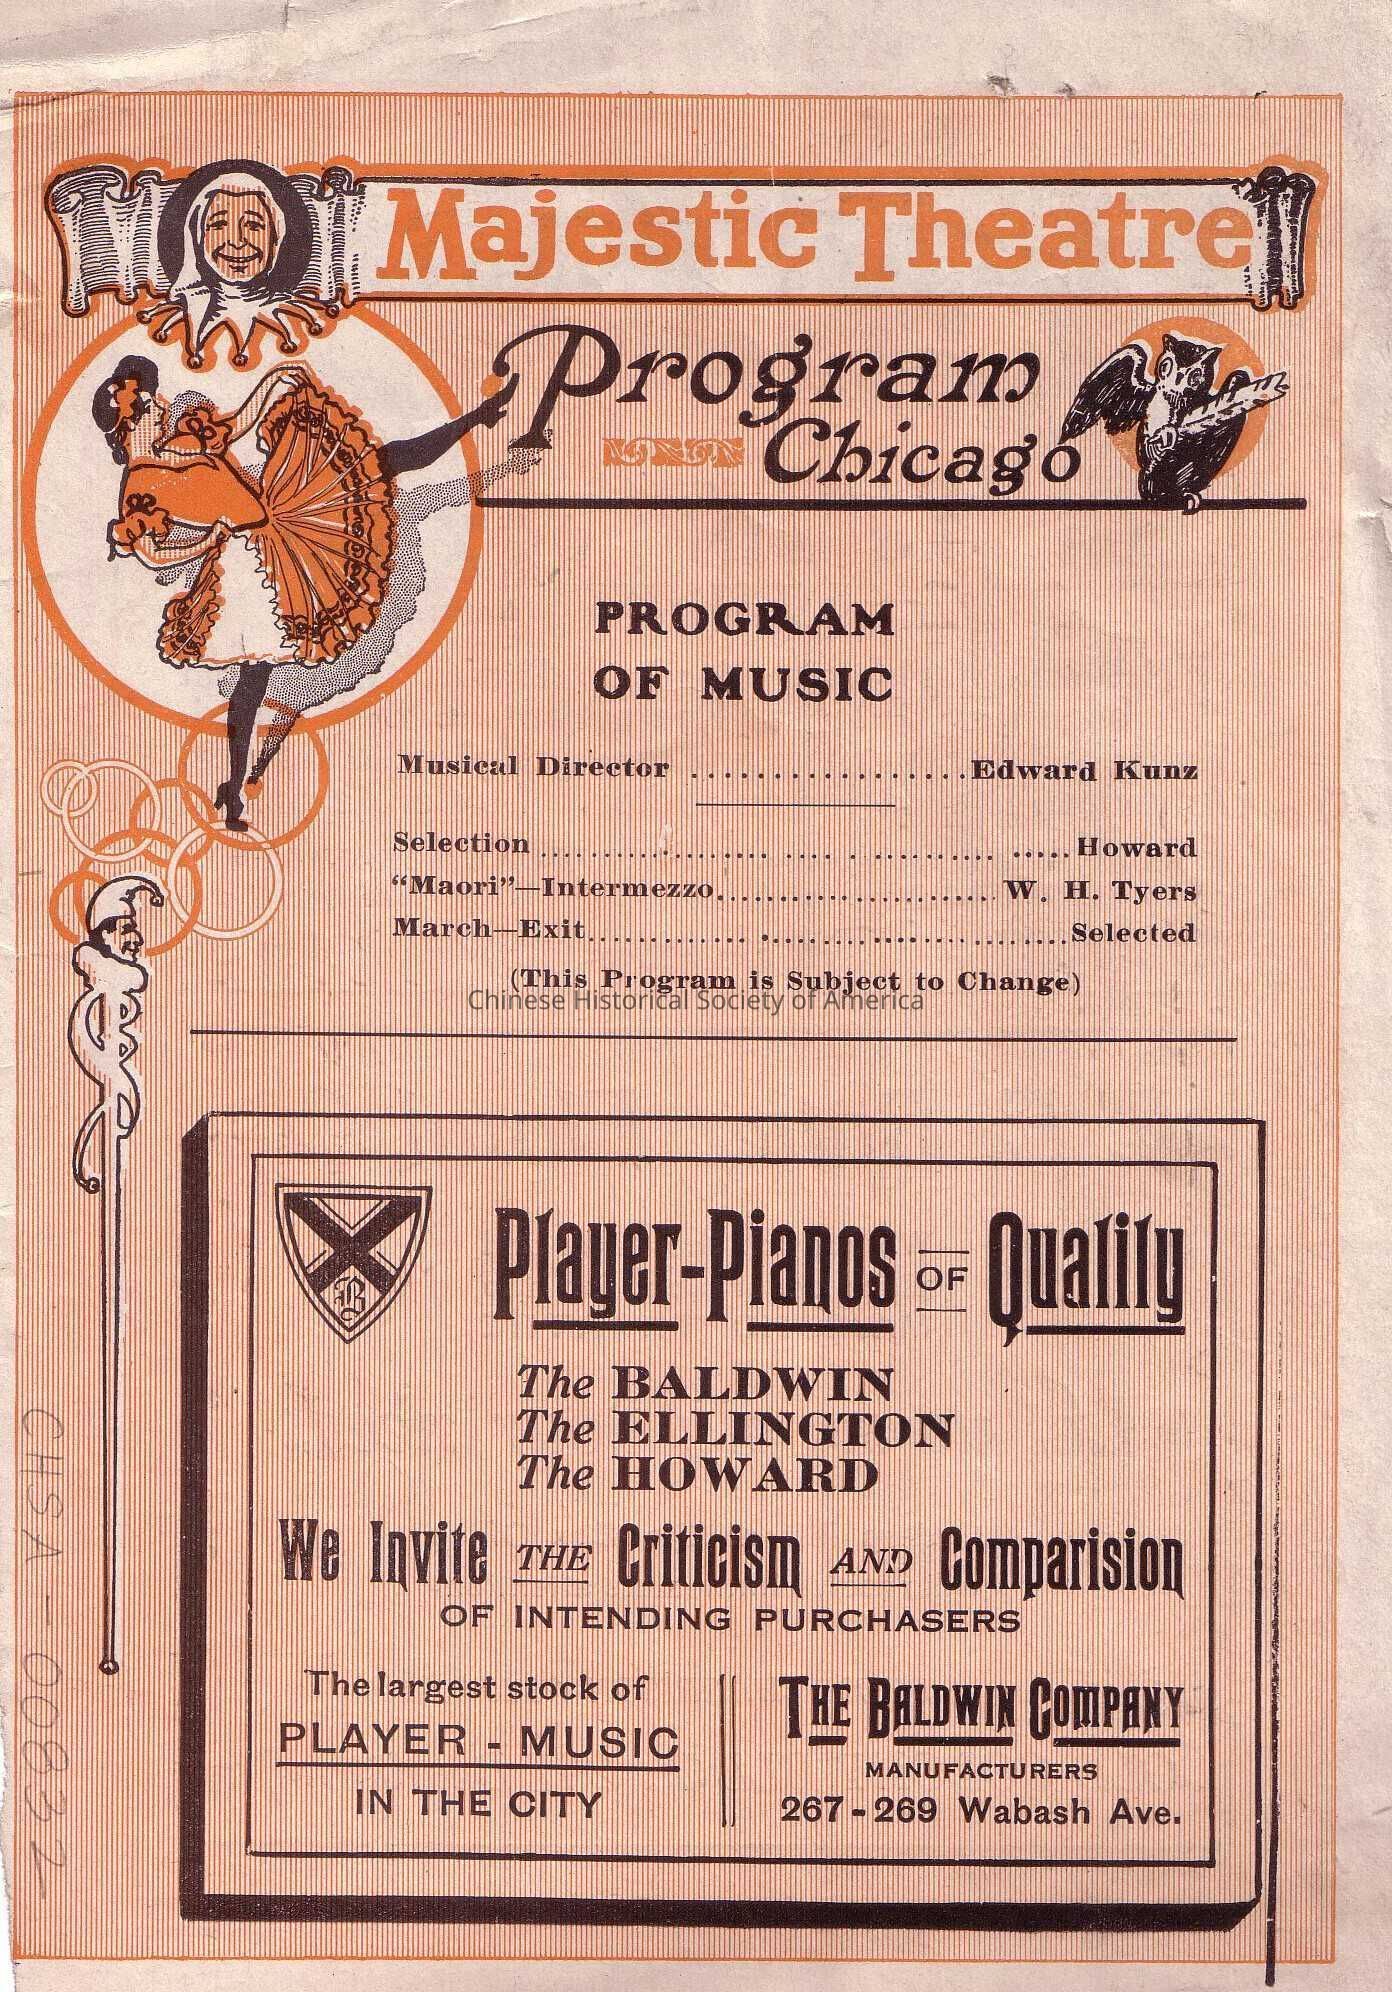 Majestic Theatre
Program
Chicago
PROGRAM
OF MUSIC
Musical Director ..................Edward Kunz
Selection ................................................Howard
“Maori”—Intermezzo.............................W. H. Tyers
March—Exit..........................................Selected
(This Program is Subject to Change)
Chinese Historical Society of America
B
Player-Pianos OF Quality
The BALDWIN
The ELLINGTON
The HOWARD
We Invite THE Criticism AND Comparision
OF INTENDING PURCHASERS
The largest stock of
PLAYER - MUSIC
IN THE CITY
THE BALDWIN COMPANY
MANUFACTURERS
267-269 Wabash Ave.
CHSA-00832